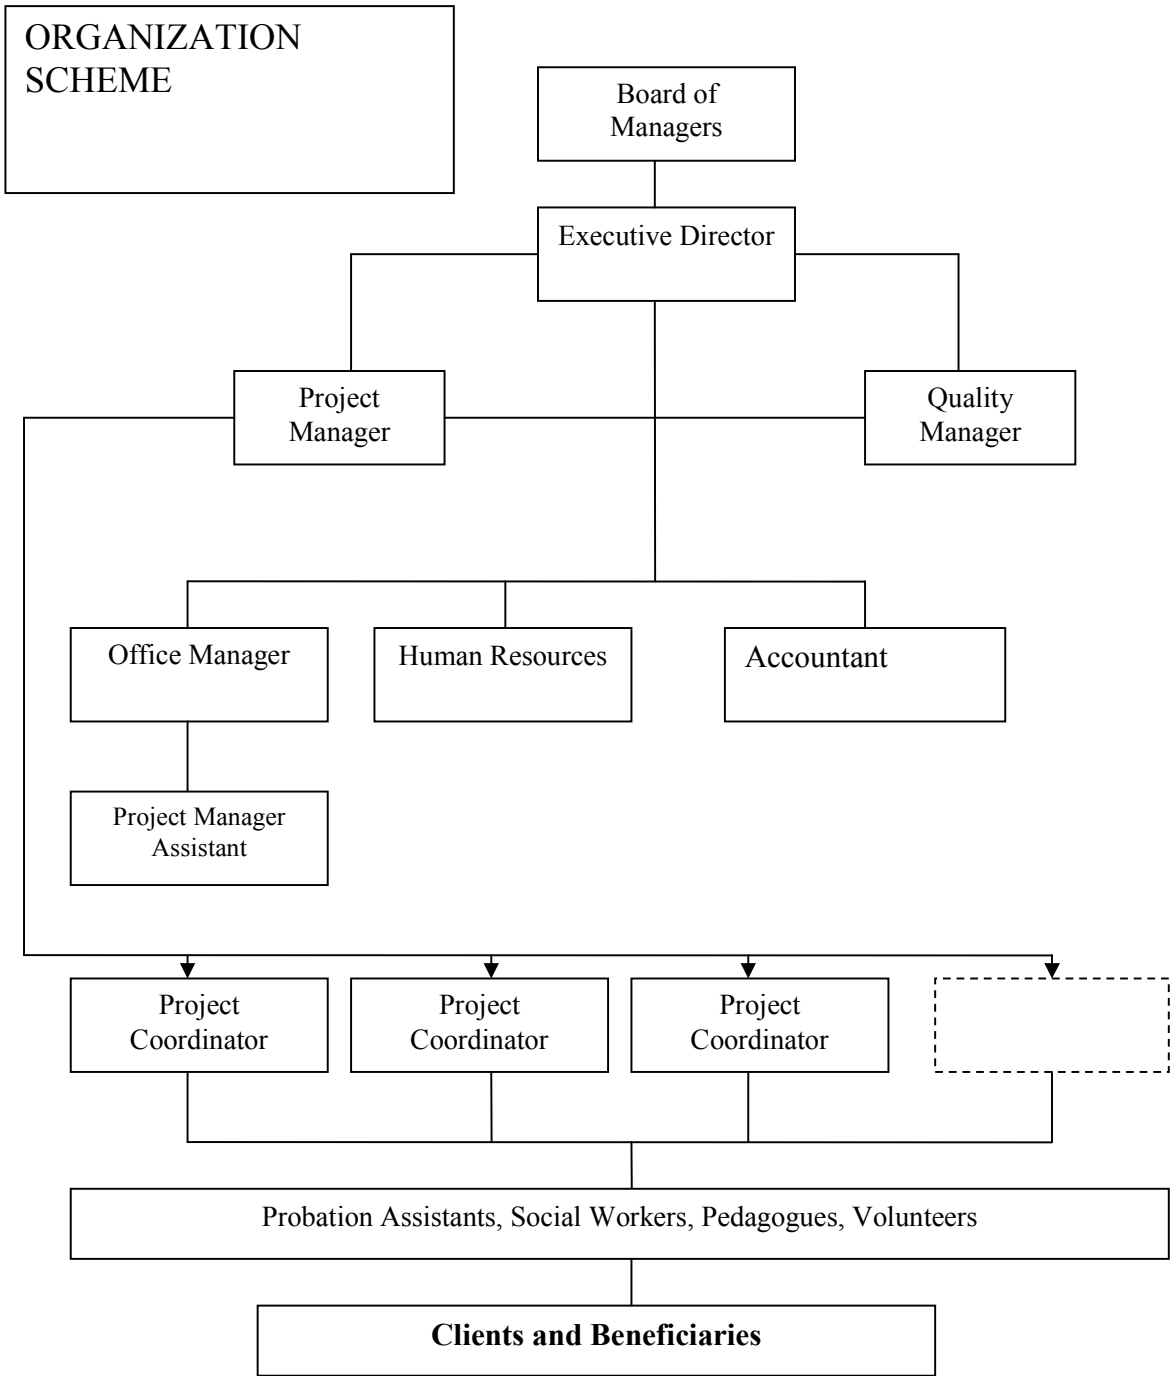 ORGANIZATION
SCHEME
Board of
Managers
Executive Director
Project
Manager
Quality
Manager
Office Manager
Human Resources
Accountant
Project Manager
Assistant
Project
Coordinator
Project
Coordinator
Project
Coordinator
Probation Assistants, Social Workers, Pedagogues, Volunteers
Clients and Beneficiaries